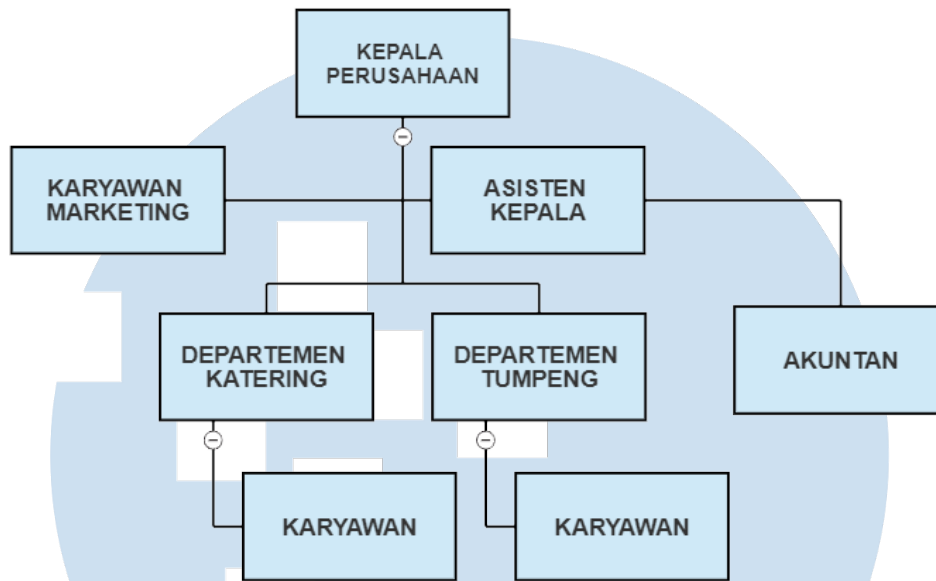 KEPALA
PERUSAHAAN
KARYAWAN
MARKETING
ASISTEN
KEPALA
DEPARTEMEN
KATERING
DEPARTEMEN
TUMPENG
AKUNTAN
KARYAWAN
KARYAWAN